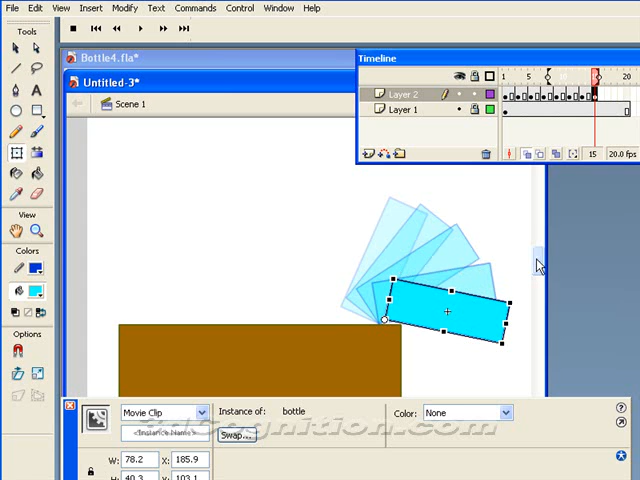 File Edit View Insert Modify Text Commands Control Window Help
Tools
View
Colors
Options
Bottle4.fla*
Untitled-3*
Scene 1
Timeline
1 5 10 15 20
Layer 2
Layer 1
15 20.0 fps
Movie Clip
Instance of: bottle
Color: None
<Instance Name>
Swap...
3dCognition.com
W: 78.2 X: 185.9
H: 40.3 Y: 103.1